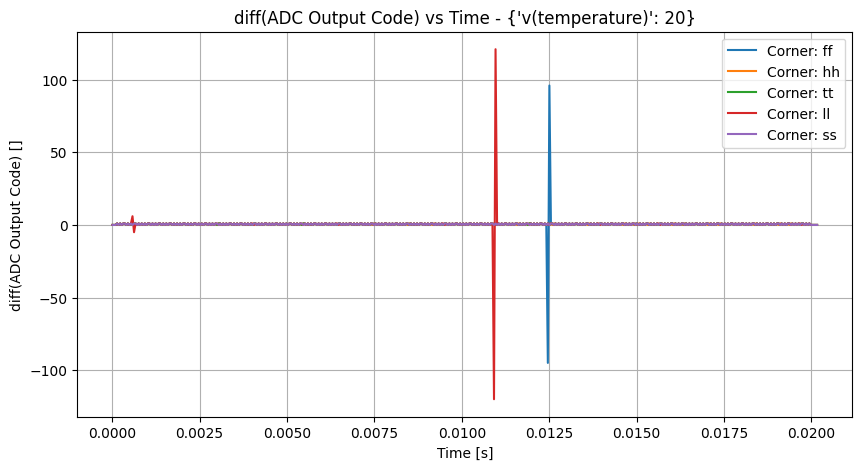 diff(ADC Output Code) vs Time - {'v(temperature)': 20}
diff(ADC Output Code) []
100
50
0
−50
−100
Corner: ff
Corner: hh
Corner: tt
Corner: ll
Corner: ss
0.0000 0.0025 0.0050 0.0075 0.0100 0.0125 0.0150 0.0175 0.0200
Time [s]